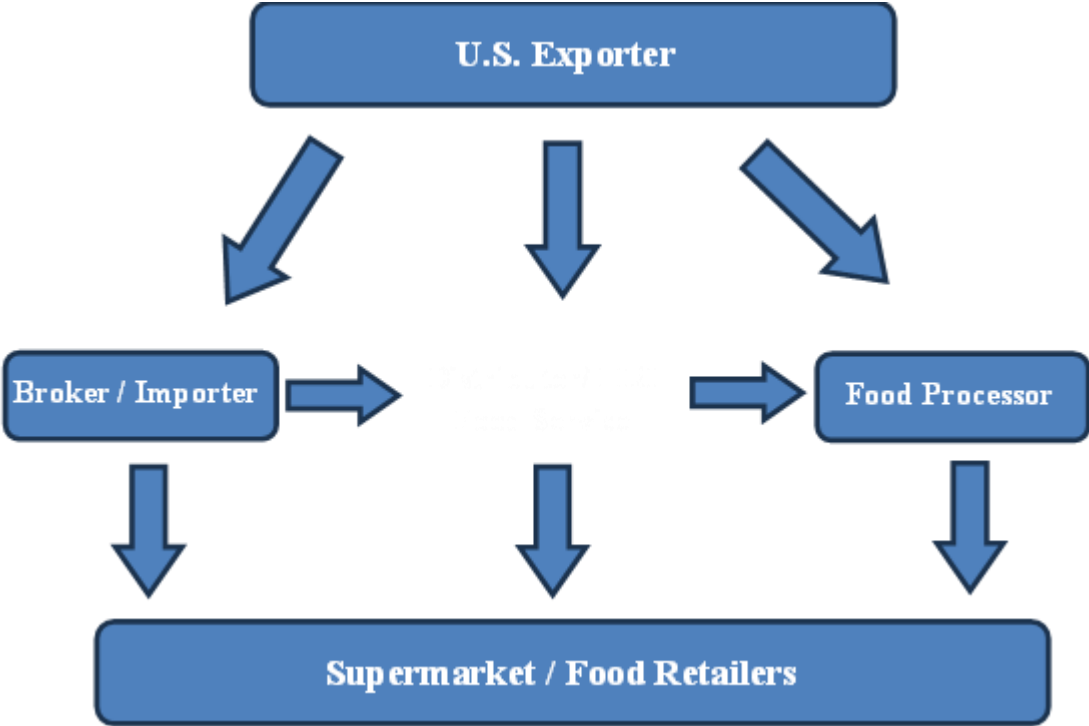 U.S. Exporter
Broker / Importer
Food Processor
Supermarket / Food Retailers